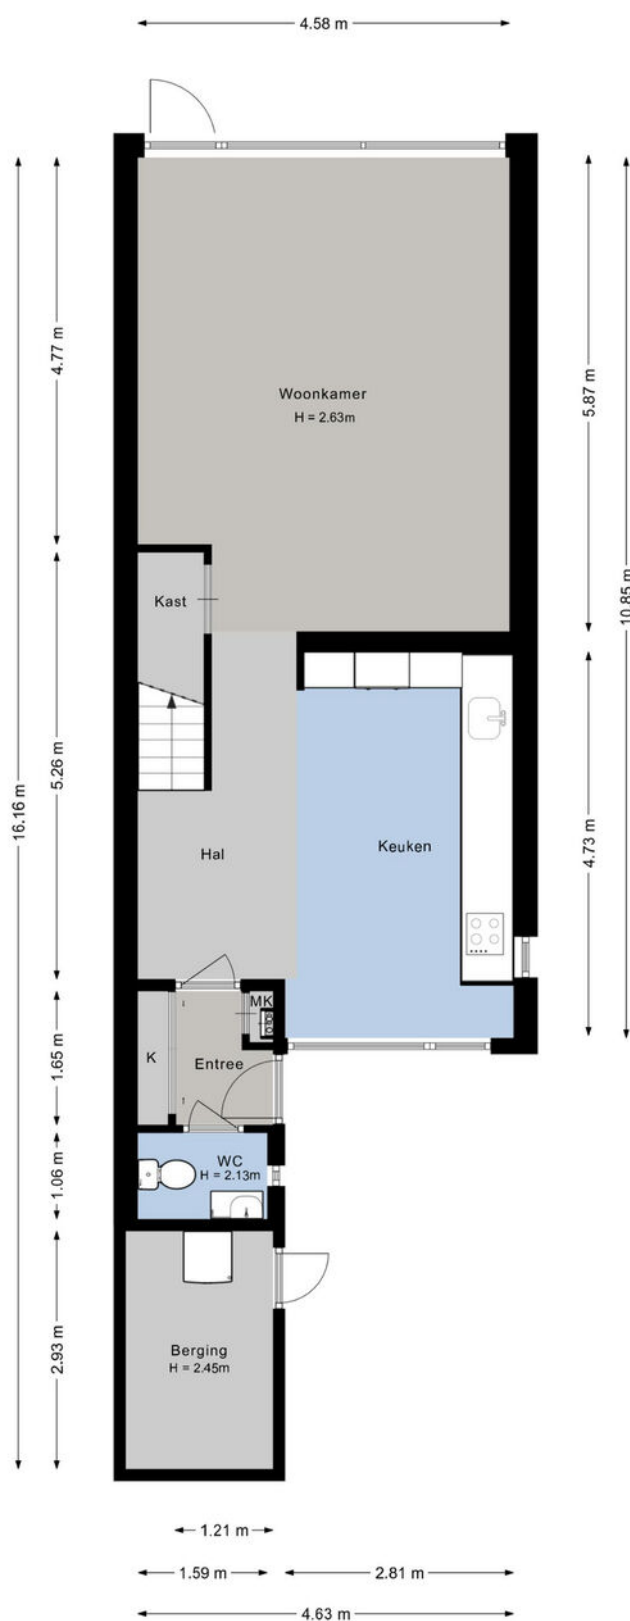 4.58 m
4.77 m
5.87 m
Woonkamer
H = 2.63m
10.85 m
Kast
5.26 m
16.16 m
4.73 m
Keuken
Hal
MK
K
Entree
1.65 m
WC
H = 2.13m
1.06 m
Berging
H = 2.45m
2.93 m
1.21 m
1.59 m
2.81 m
4.63 m